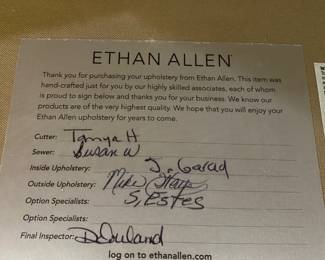 ETHAN ALLEN
Thank you for purchasing your upholstery from Ethan Allen. This item was
hand-crafted just for you by our highly skilled associates, each of whom
is proud to sign below and thanks you for your business. We know our
products are of the very highest quality. We hope you will enjoy your
Ethan Allen upholstery for years to come.
Cutter: Tanya H
Sewer: Susan W
Inside Upholstery: J. Garcia
Outside Upholstery: Mike
Option Specialists: S, Estes
Option Specialists:
Final Inspector:
log on to ethanallen.com